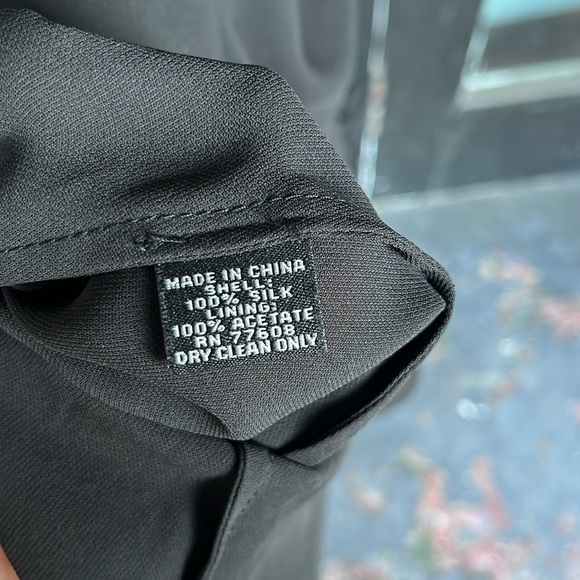 MADE IN CHINA
SHELL:
100% SILK
LINING:
100% ACETATE
RN 77608
DRY CLEAN ONLY